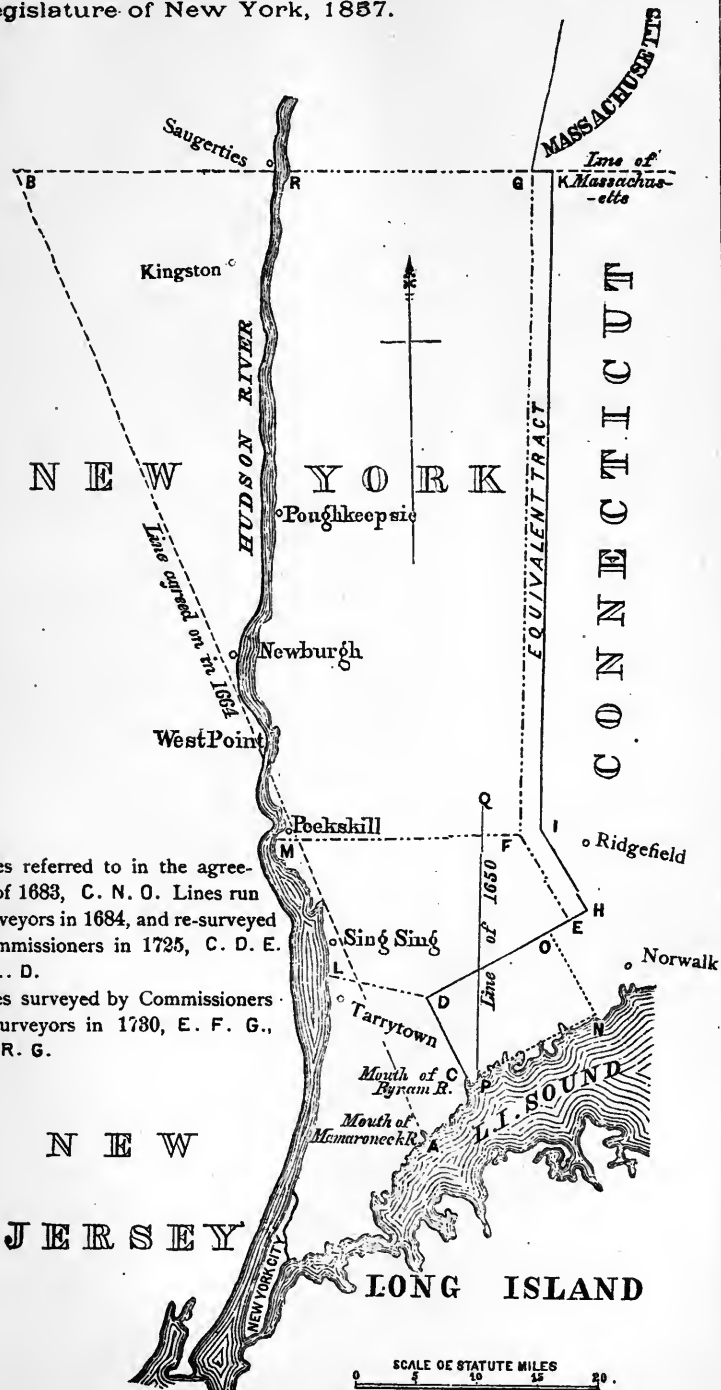 egislature of New York, 1857.
MASSACHUSETTS
Saugerties
Line of
Massachus-
-etts
B
R
G
K
Kingston
HUDSON RIVER
NEW YORK
CONNECTICUT
EQUIVALENT TRACT
Poughkeepsie
Line agreed on in 1664
Newburgh
West Point
Q
Peekskill
M
F
I
Ridgefield
es referred to in the agree-
of 1683, C. N. O. Lines run
veyors in 1684, and re-surveyed
mmissioners in 1725, C. D. E.
. D.
es surveyed by Commissioners
urveyors in 1730, E. F. G.,
R. G.
Line of 1650
H
E
O
Sing Sing
L
D
Norwalk
Tarrytown
N
Mouth of
Byram R.
C
P
L.I. SOUND
Mouth of
Mamaroneck R.
A
NEW
JERSEY
NEW YORK CITY
LONG ISLAND
SCALE OF STATUTE MILES
0 5 10 15 20